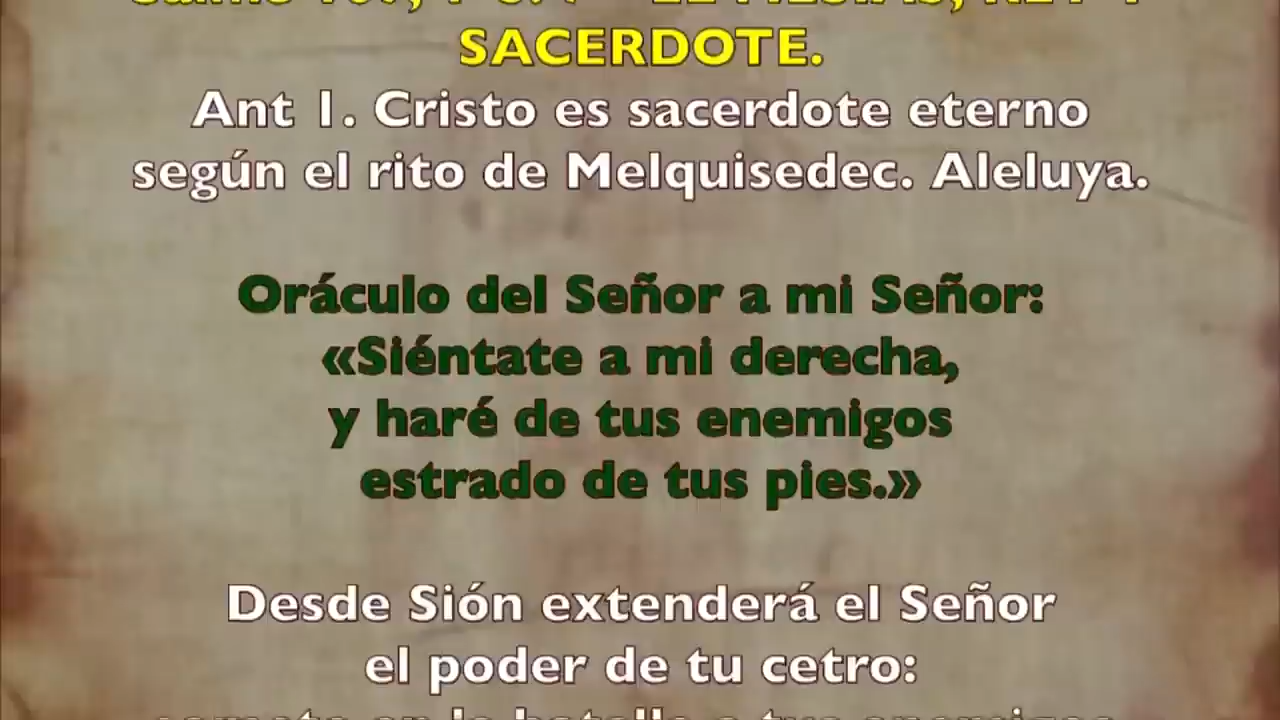 SACERDOTE.
Ant 1. Cristo es sacerdote eterno
según el rito de Melquisedec. Aleluya.
Oráculo del Señor a mi Señor:
«Siéntate a mi derecha,
y haré de tus enemigos
estrado de tus pies.»
Desde Sión extenderá el Señor
el poder de tu cetro: